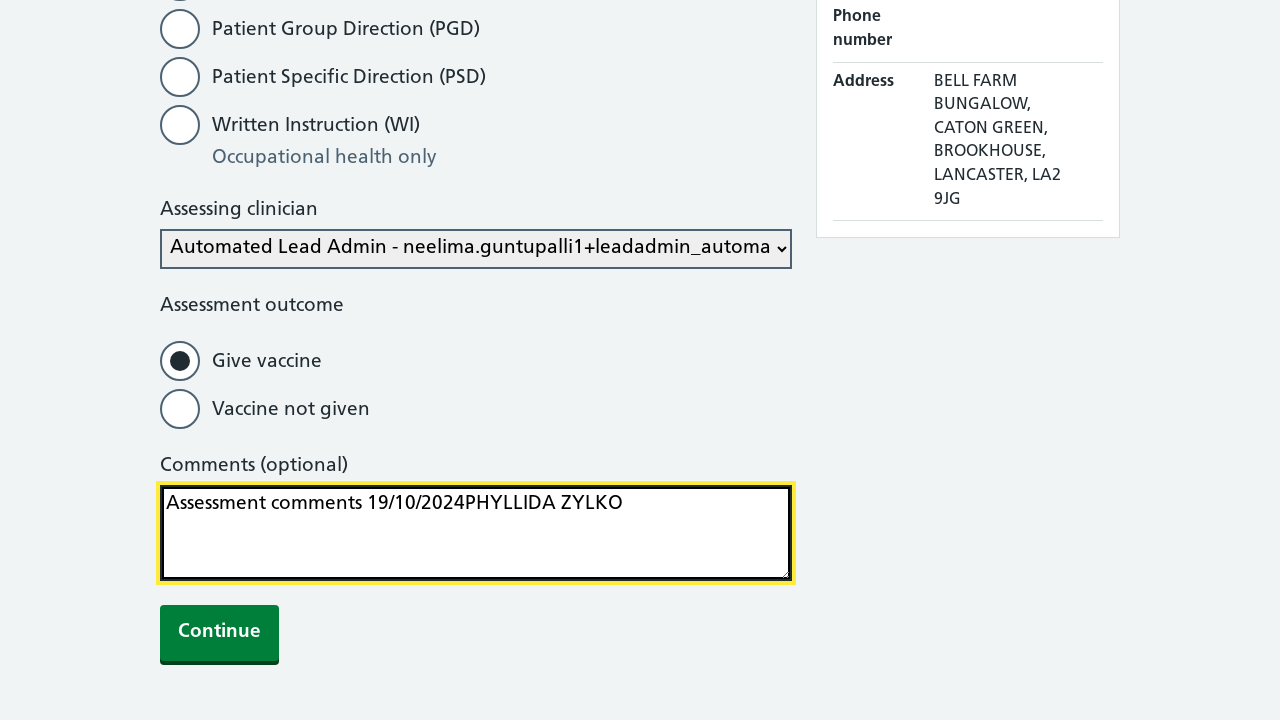 Patient Group Direction (PGD)
Patient Specific Direction (PSD)
Written Instruction (WI)
Occupational health only
Assessing clinician
Automated Lead Admin - neelima.guntupalli1+leadadmin_automa
Assessment outcome
Give vaccine
Vaccine not given
Comments (optional)
Assessment comments 19/10/2024PHYLLIDA ZYLKO
Continue
Phone
number
Address
BELL FARM
BUNGALOW,
CATON GREEN,
BROOKHOUSE,
LANCASTER, LA2
9JG